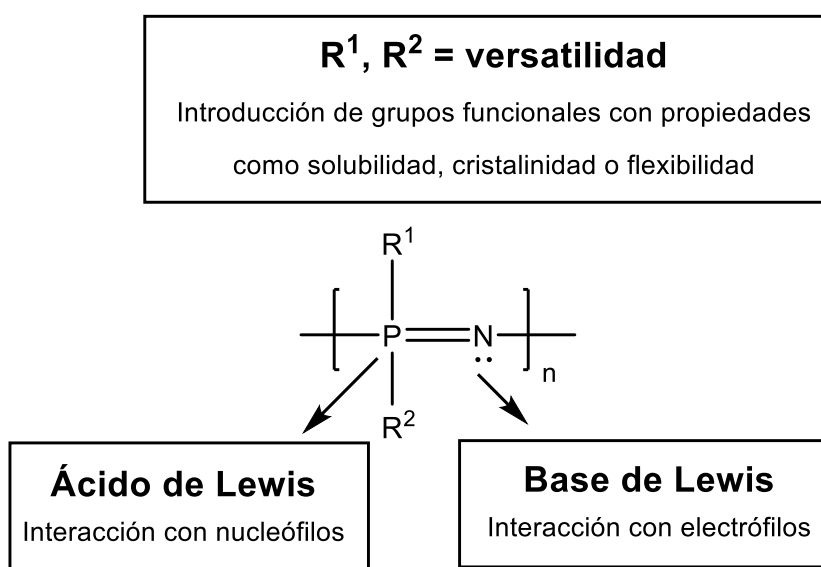 R¹, R² = versatilidad
Introducción de grupos funcionales con propiedades
como solubilidad, cristalinidad o flexibilidad
R¹
P N
n
R²
Ácido de Lewis
Interacción con nucleófilos
Base de Lewis
Interacción con electrófilos